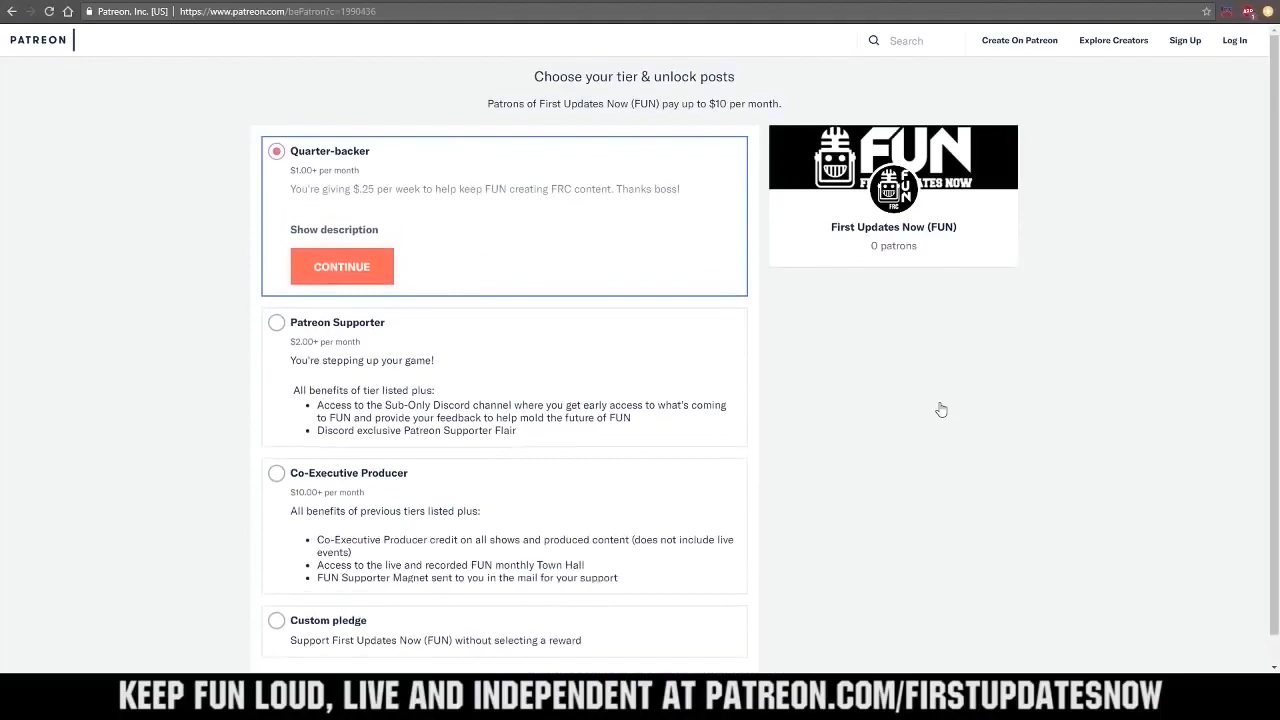 Patreon, Inc. [US] | https://www.patreon.com/bePatron?c=1990436
PATREON
Search
Create On Patreon
Explore Creators
Sign Up
Log In
Choose your tier & unlock posts
Patrons of First Updates Now (FUN) pay up to $10 per month.
Quarter-backer
$1.00+ per month
You're giving $.25 per week to help keep FUN creating FRC content. Thanks boss!
Show description
CONTINUE
Patreon Supporter
$2.00+ per month
You're stepping up your game!
All benefits of tier listed plus:
• Access to the Sub-Only Discord channel where you get early access to what's coming
to FUN and provide your feedback to help mold the future of FUN
• Discord exclusive Patreon Supporter Flair
Co-Executive Producer
$10.00+ per month
All benefits of previous tiers listed plus:
• Co-Executive Producer credit on all shows and produced content (does not include live
events)
• Access to the live and recorded FUN monthly Town Hall
• FUN Supporter Magnet sent to you in the mail for your support
Custom pledge
Support First Updates Now (FUN) without selecting a reward
FUN
FUN
FRC
First Updates Now (FUN)
0 patrons
KEEP FUN LOUD, LIVE AND INDEPENDENT AT PATREON.COM/FIRSTUPDATESNOW